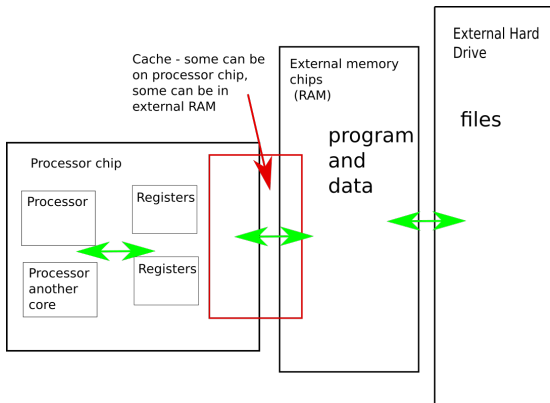 Cache - some can be
on processor chip,
some can be in
external RAM
External memory
chips
(RAM)
program
and
data
External Hard
Drive
files
Processor chip
Processor
Registers
Processor
another
core
Registers